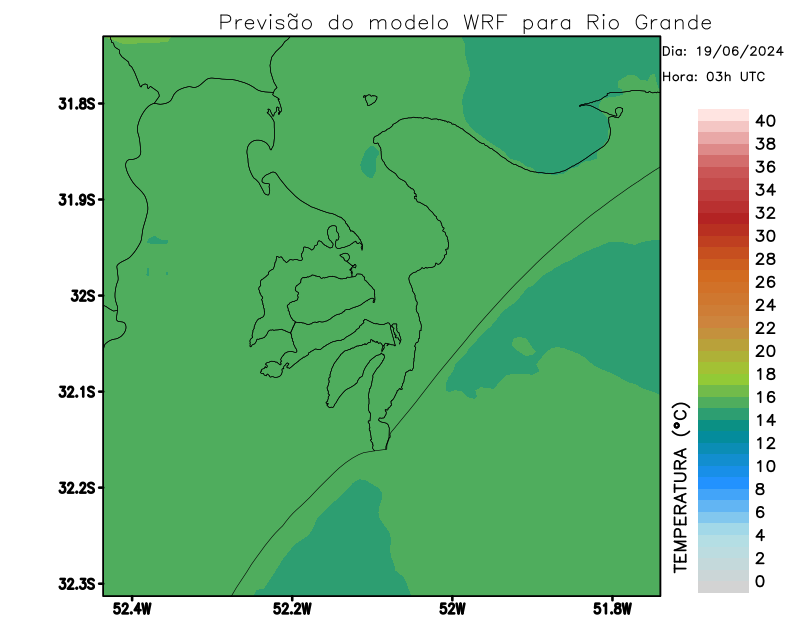 Previsão do modelo WRF para Rio Grande
Dia: 19/06/2024
Hora: 03h UTC
31.8S
31.9S
32S
32.1S
32.2S
32.3S
52.4W
52.2W
52W
51.8W
TEMPERATURA (°C)
40
38
36
34
32
30
28
26
24
22
20
18
16
14
12
10
8
6
4
2
0